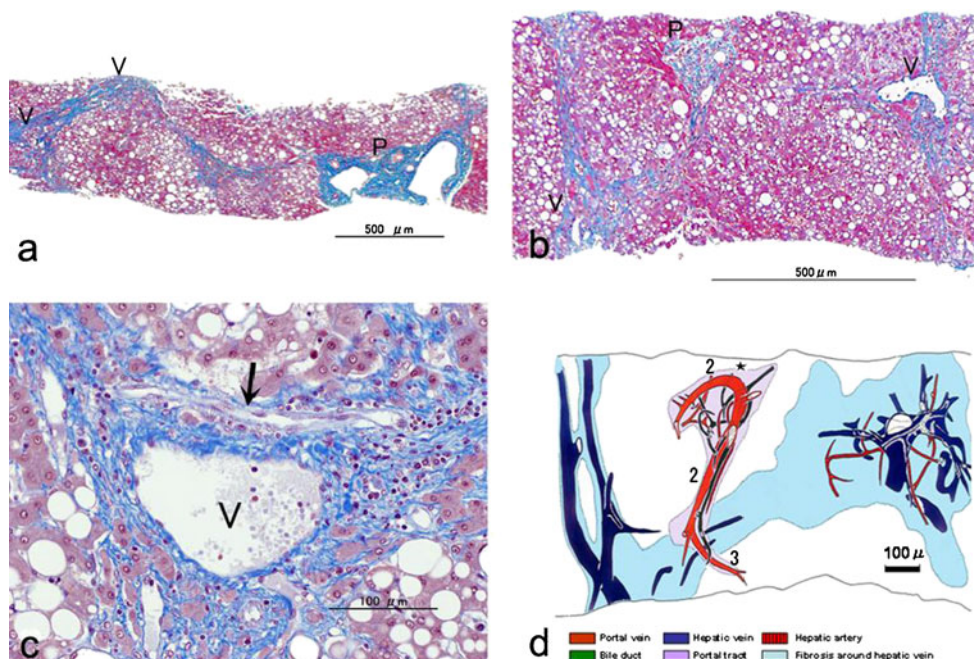 V
V
P
500 μm
a
P
V
V
500μm
b
V
100 μm
c
2
★
2
3
100 μ
d
Portal vein Hepatic vein Hepatic artery
Bile duct Portal tract Fibrosis around hepatic vein